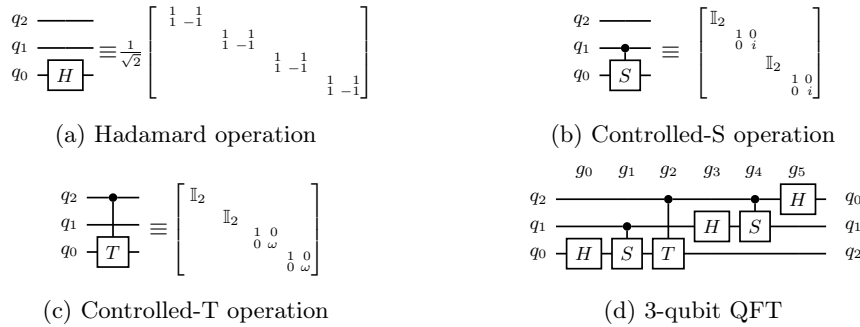 q₂
q₁
q₀ H ≡ 1/√2 [ 1 1 1 −1 1 1 1 −1 1 1 1 −1 1 1 1 −1 ]
(a) Hadamard operation
q₂
q₁
q₀ S ≡ [ 𝕀₂ 1 0 0 i 𝕀₂ 1 0 0 i ]
(b) Controlled-S operation
q₂
q₁
q₀ T ≡ [ 𝕀₂ 𝕀₂ 1 0 0 ω 1 0 0 ω ]
(c) Controlled-T operation
g₀ g₁ g₂ g₃ g₄ g₅
q₂ H q₀
q₁ H S q₁
q₀ H S T q₂
(d) 3-qubit QFT